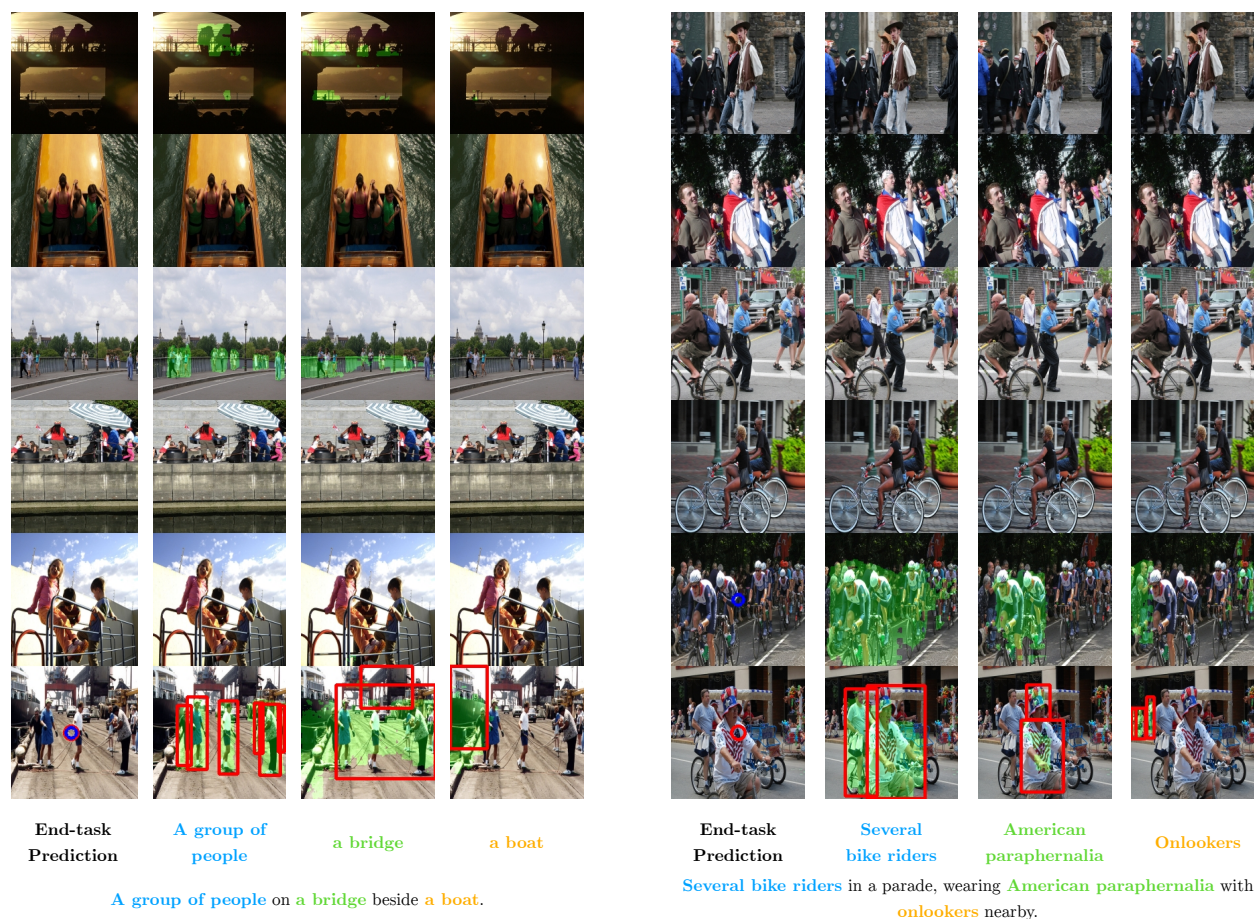 End-task
Prediction
A group of
people
a bridge
a boat
A group of people on a bridge beside a boat.
End-task
Prediction
Several
bike riders
American
paraphernalia
Onlookers
Several bike riders in a parade, wearing American paraphernalia with
onlookers nearby.